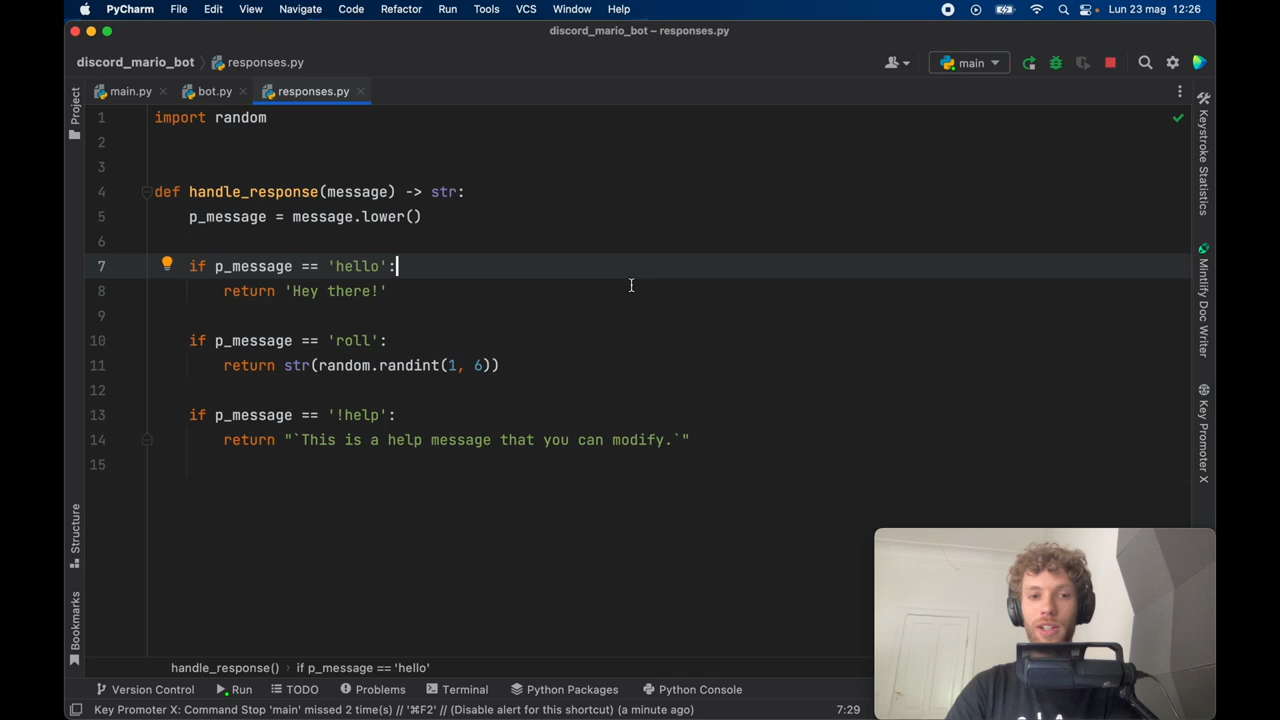 PyCharm File Edit View Navigate Code Refactor Run Tools VCS Window Help Lun 23 mag 12:26
discord_mario_bot – responses.py
discord_mario_bot responses.py main
main.py bot.py responses.py
Project
Structure
Bookmarks
1 import random
2
3
4 def handle_response(message) -> str:
5 p_message = message.lower()
6
7 if p_message == 'hello':
8 return 'Hey there!'
9
10 if p_message == 'roll':
11 return str(random.randint(1, 6))
12
13 if p_message == '!help':
14 return "`This is a help message that you can modify.`"
15
Keystroke Statistics
Mintlify Doc Writer
Key Promoter X
handle_response() › if p_message == 'hello'
Version Control Run TODO Problems Terminal Python Packages Python Console
Key Promoter X: Command Stop 'main' missed 2 time(s) // '⌘F2' // (Disable alert for this shortcut) (a minute ago) 7:29